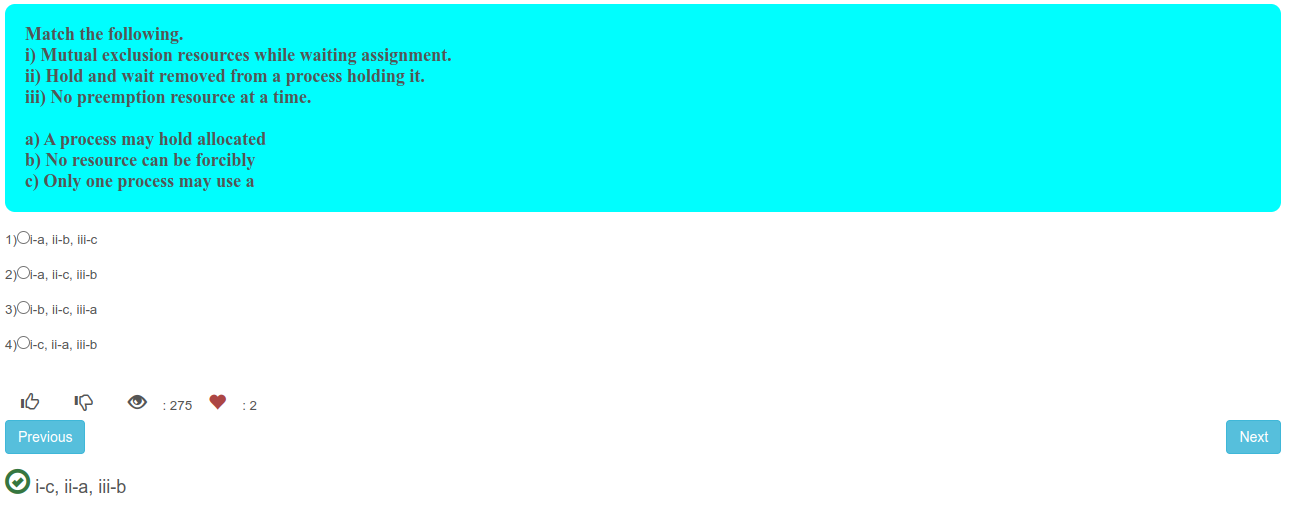 Match the following.
i) Mutual exclusion resources while waiting assignment.
ii) Hold and wait removed from a process holding it.
iii) No preemption resource at a time.
a) A process may hold allocated
b) No resource can be forcibly
c) Only one process may use a
1) i-a, ii-b, iii-c
2) i-a, ii-c, iii-b
3) i-b, ii-c, iii-a
4) i-c, ii-a, iii-b
: 275 : 2
Previous Next
i-c, ii-a, iii-b